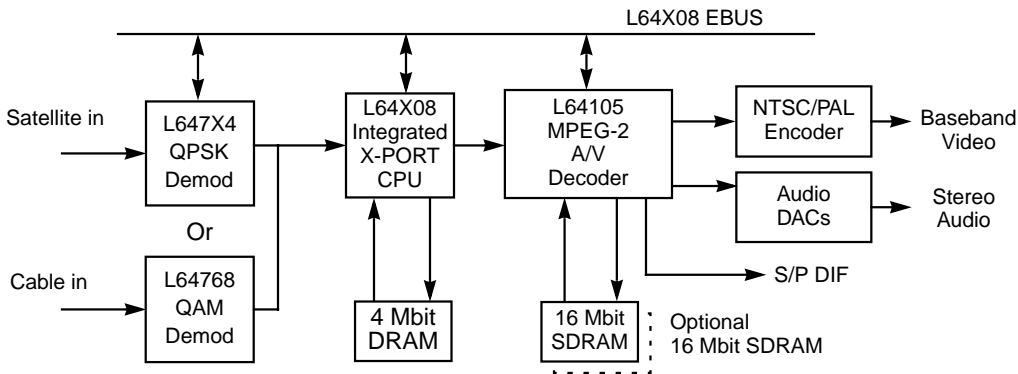 L64X08 EBUS
Satellite in
L647X4
QPSK
Demod
Or
Cable in
L64768
QAM
Demod
L64X08
Integrated
X-PORT
CPU
4 Mbit
DRAM
L64105
MPEG-2
A/V
Decoder
16 Mbit
SDRAM
Optional
16 Mbit SDRAM
NTSC/PAL
Encoder
Baseband
Video
Audio
DACs
Stereo
Audio
S/P DIF